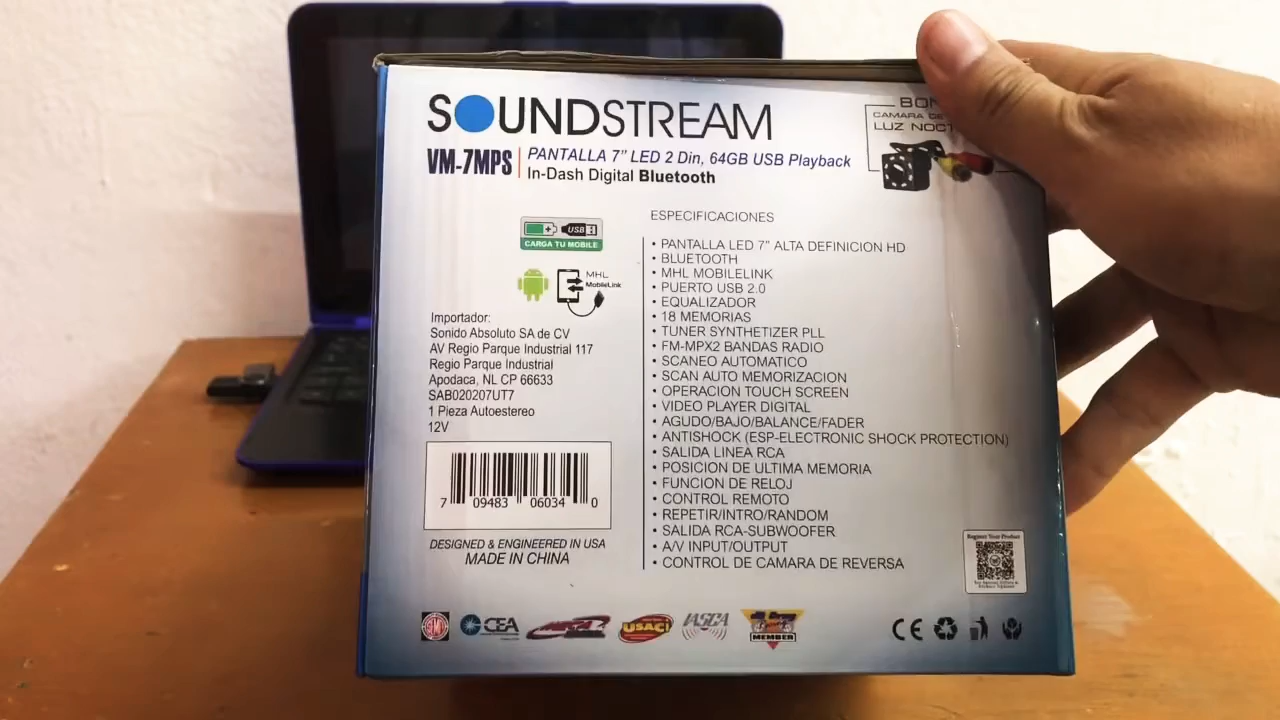 SOUNDSTREAM
VM-7MPS
PANTALLA 7" LED 2 Din, 64GB USB Playback
In-Dash Digital Bluetooth
CAMARA DE
USB
CARGA TU MOBILE
MHL
MobileLink
Importador:
Sonido Absoluto SA de CV
AV Regio Parque Industrial 117
Regio Parque Industrial
Apodaca, NL CP 66633
SAB020207UT7
1 Pieza Autoestereo
12V
7 09483 06034 0
DESIGNED & ENGINEERED IN USA
MADE IN CHINA
ESPECIFICACIONES
• PANTALLA LED 7" ALTA DEFINICION HD
• BLUETOOTH
• MHL MOBILELINK
• PUERTO USB 2.0
• EQUALIZADOR
• 18 MEMORIAS
• TUNER SYNTHETIZER PLL
• FM-MPX2 BANDAS RADIO
• SCANEO AUTOMATICO
• SCAN AUTO MEMORIZACION
• OPERACION TOUCH SCREEN
• VIDEO PLAYER DIGITAL
• AGUDO/BAJO/BALANCE/FADER
• ANTISHOCK (ESP-ELECTRONIC SHOCK PROTECTION)
• SALIDA LINEA RCA
• POSICION DE ULTIMA MEMORIA
• FUNCION DE RELOJ
• CONTROL REMOTO
• REPETIR/INTRO/RANDOM
• SALIDA RCA-SUBWOOFER
• A/V INPUT/OUTPUT
• CONTROL DE CAMARA DE REVERSA
Register Your Product
CEA
USACi
IASCA
MEMBER
CE